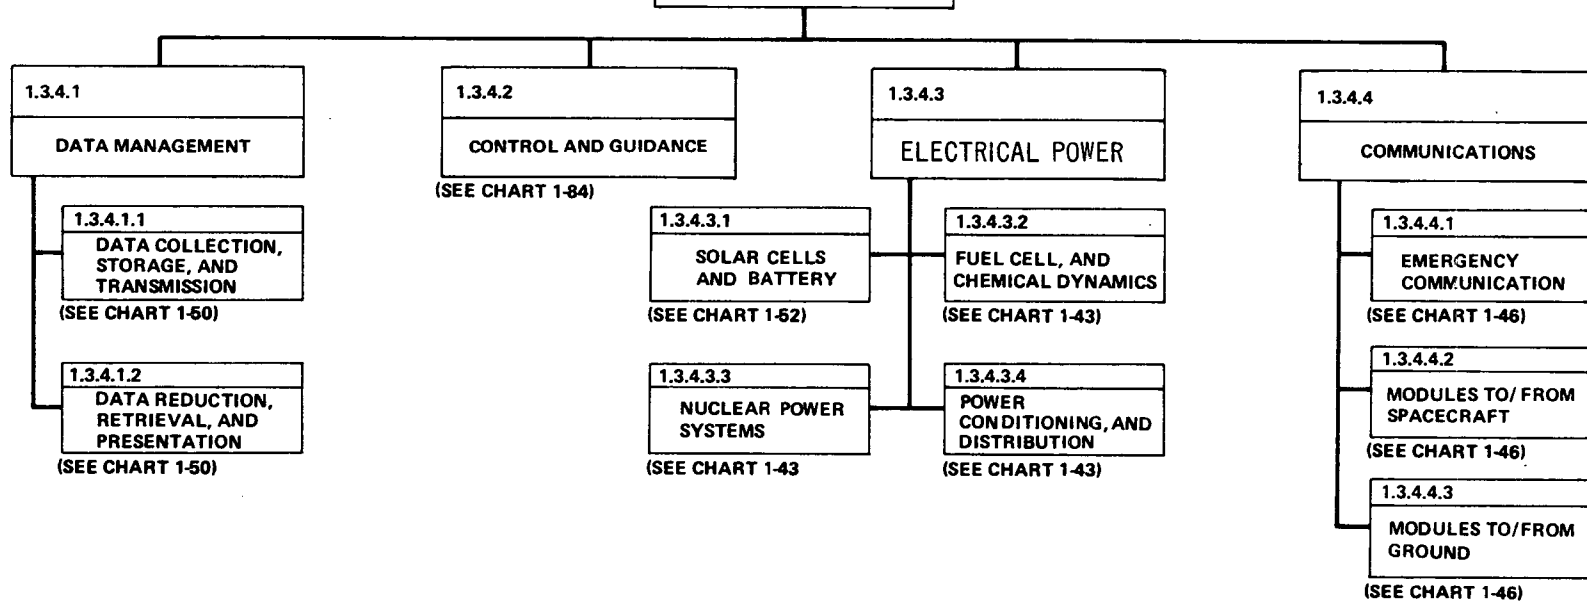 1.3.4.1
DATA MANAGEMENT
1.3.4.1.1
DATA COLLECTION,
STORAGE, AND
TRANSMISSION
(SEE CHART 1-50)
1.3.4.1.2
DATA REDUCTION,
RETRIEVAL, AND
PRESENTATION
(SEE CHART 1-50)
1.3.4.2
CONTROL AND GUIDANCE
(SEE CHART 1-84)
1.3.4.3
ELECTRICAL POWER
1.3.4.3.1
SOLAR CELLS
AND BATTERY
(SEE CHART 1-52)
1.3.4.3.2
FUEL CELL, AND
CHEMICAL DYNAMICS
(SEE CHART 1-43)
1.3.4.3.3
NUCLEAR POWER
SYSTEMS
(SEE CHART 1-43
1.3.4.3.4
POWER
CONDITIONING, AND
DISTRIBUTION
(SEE CHART 1-43)
1.3.4.4
COMMUNICATIONS
1.3.4.4.1
EMERGENCY
COMMUNICATION
(SEE CHART 1-46)
1.3.4.4.2
MODULES TO/FROM
SPACECRAFT
(SEE CHART 1-46)
1.3.4.4.3
MODULES TO/FROM
GROUND
(SEE CHART 1-46)